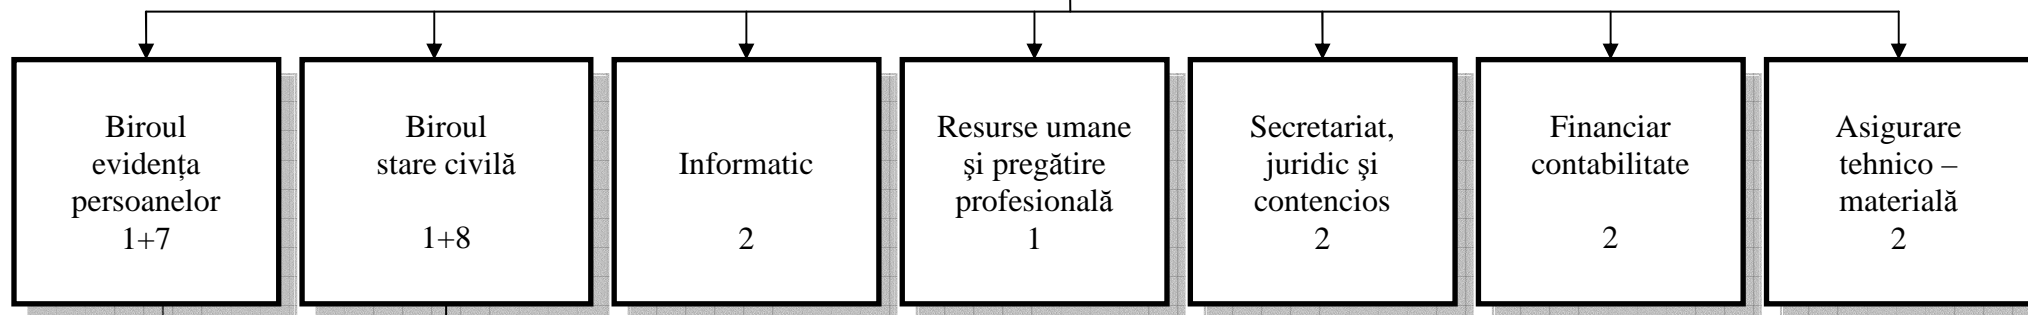 Biroul
evidența
persoanelor
1+7
Biroul
stare civilă
1+8
Informatic
2
Resurse umane
şi pregătire
profesională
1
Secretariat,
juridic şi
contencios
2
Financiar
contabilitate
2
Asigurare
tehnico –
materială
2